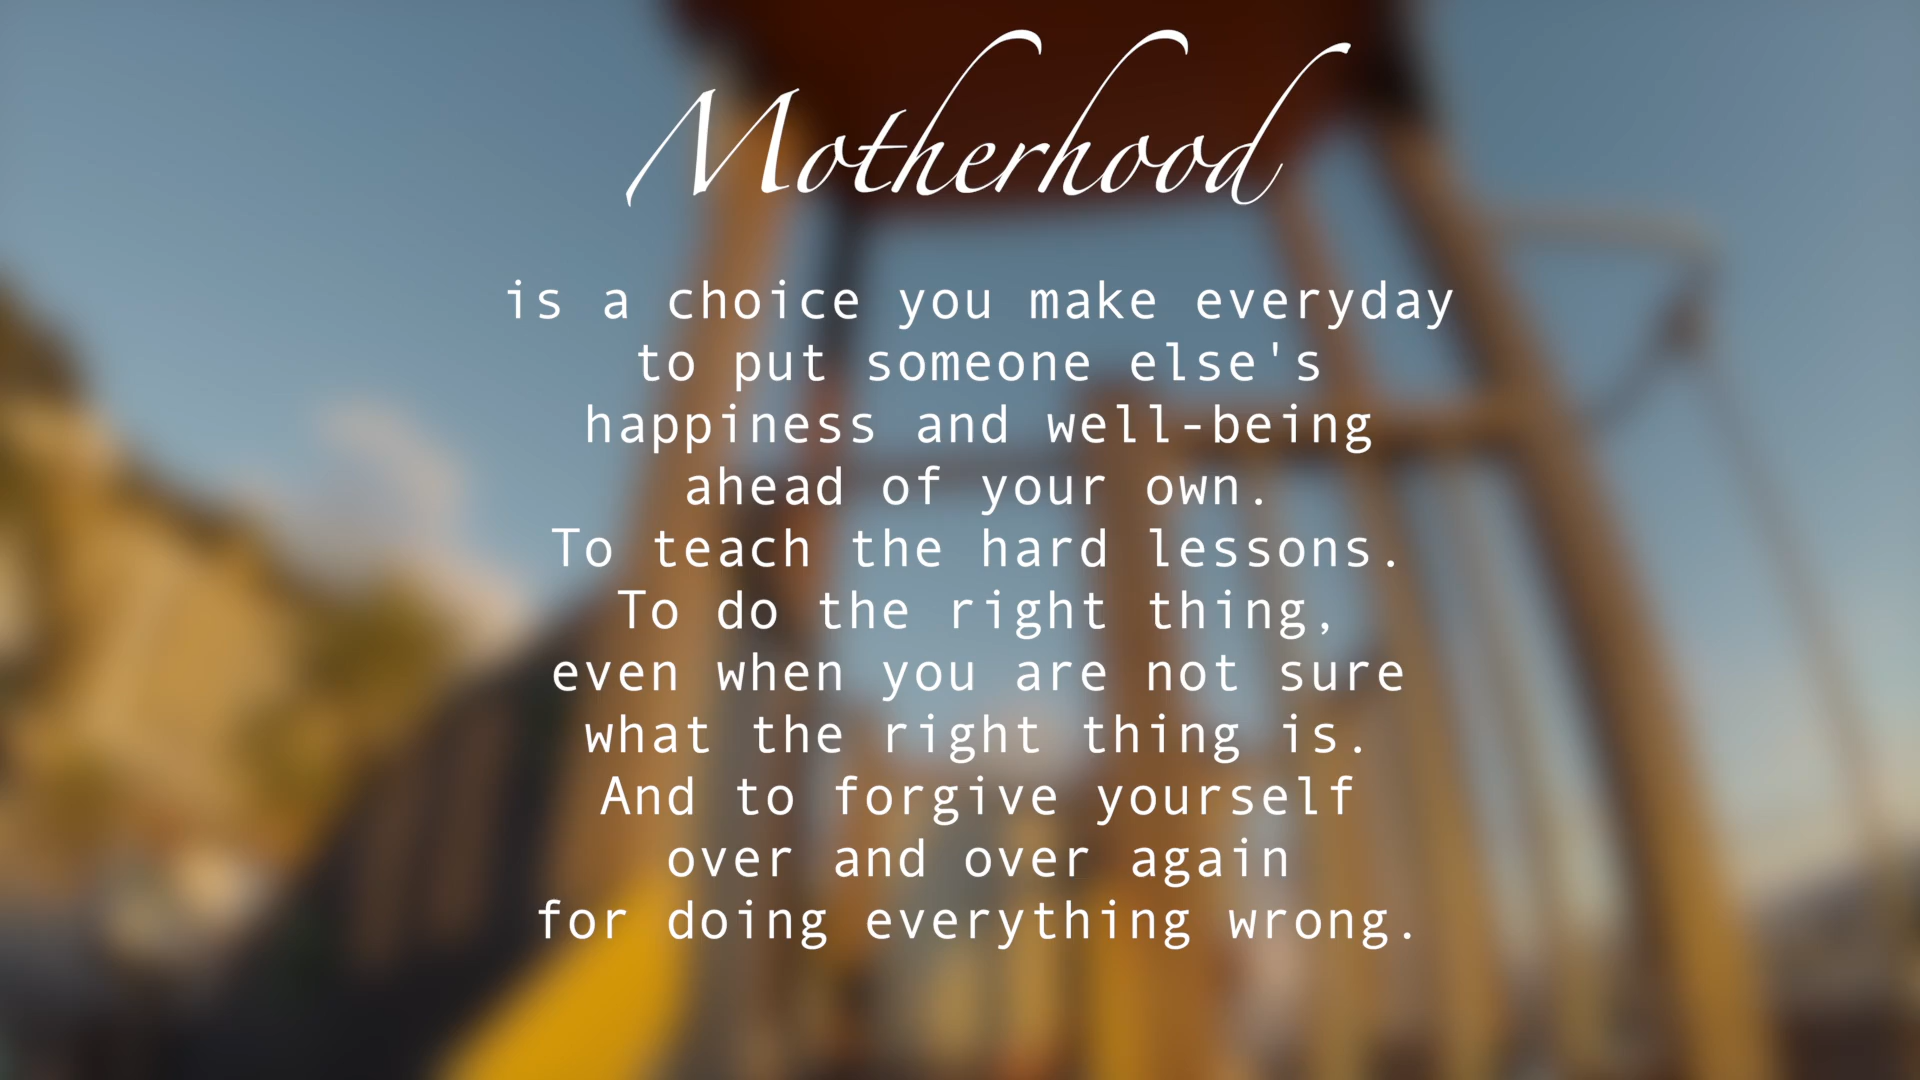 Motherhood
is a choice you make everyday
to put someone else's
happiness and well-being
ahead of your own.
To teach the hard lessons.
To do the right thing,
even when you are not sure
what the right thing is.
And to forgive yourself
over and over again
for doing everything wrong.